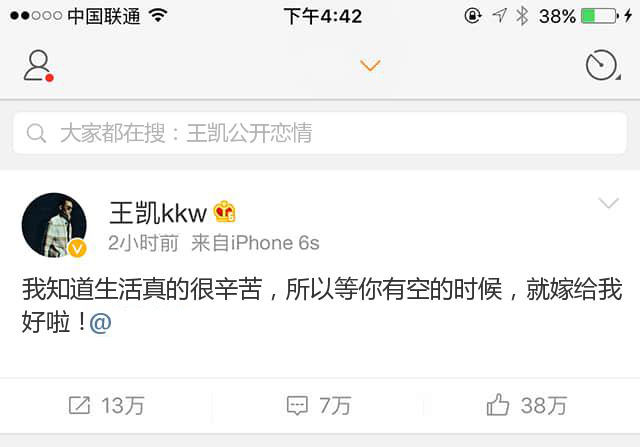 中国联通 下午4:42 38%
大家都在搜：王凯公开恋情
王凯kkw
2小时前 来自iPhone 6s
我知道生活真的很辛苦，所以等你有空的时候，就嫁给我
好啦！@
13万 7万 38万